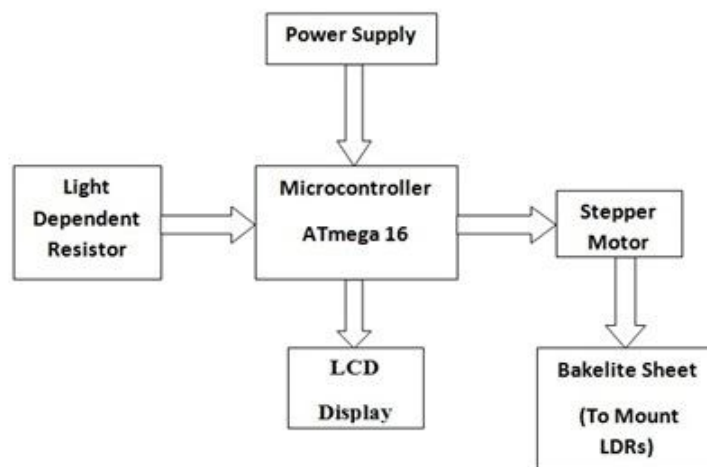 Power Supply
Light
Dependent
Resistor
Microcontroller
ATmega 16
Stepper
Motor
LCD
Display
Bakelite Sheet
(To Mount
LDRs)